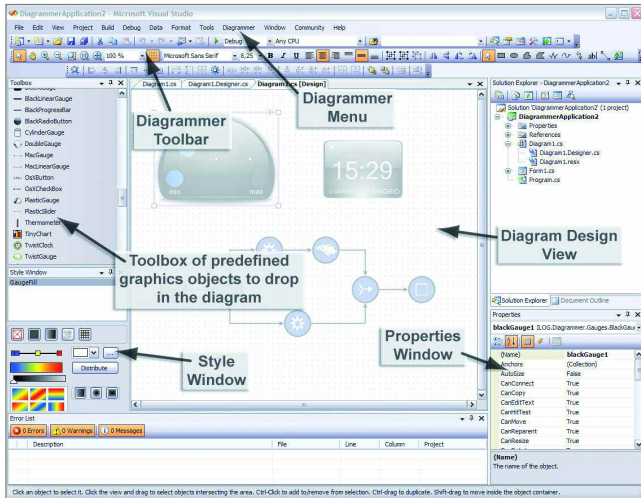 DiagrammerApplication2 - Microsoft Visual Studio
File Edit View Project Build Debug Data Format Tools Diagrammer Window Community Help
Debug Any CPU
100 % Microsoft Sans Serif 8,25 B I U
Toolbox
BlackLinearGauge
BlackProgressBar
BlackRadioButton
CylinderGauge
DoubleGauge
MacGauge
MacLinearGauge
OsXButton
OsXCheckBox
PlasticGauge
PlasticSlider
Thermometer
TinyChart
TwistClock
TwistGauge
Style Window
GaugeFill
Distribute
Diagram1.cs Diagram1.Designer.cs Diagram1.cs [Design]
Diagrammer Toolbar
Diagrammer Menu
min max
15:29
MADRID
Toolbox of predefined
graphics objects to drop
in the diagram
Diagram Design
View
Style
Window
Properties
Window
Solution Explorer - DiagrammerApplication2
Solution 'DiagrammerApplication2' (1 project)
DiagrammerApplication2
Properties
References
Diagram1.cs
Diagram1.Designer.cs
Diagram1.resx
Form1.cs
Program.cs
Solution Explorer Document Outline
Properties
blackGauge1 ILOG.Diagrammer.Gauges.BlackGau
(Name) blackGauge1
Anchors (Collection)
AutoSize False
CanConnect True
CanCopy True
CanEditText True
CanHitTest True
CanMove True
CanReparent True
CanResize True
(Name)
The name of the object.
Error List
0 Errors 0 Warnings 0 Messages
Description File Line Column Project
Click an object to select it. Click the view and drag to select objects intersecting the area. Ctrl-Click to add/remove from selection. Ctrl-drag to duplicate. Shift-drag to move inside the object container.